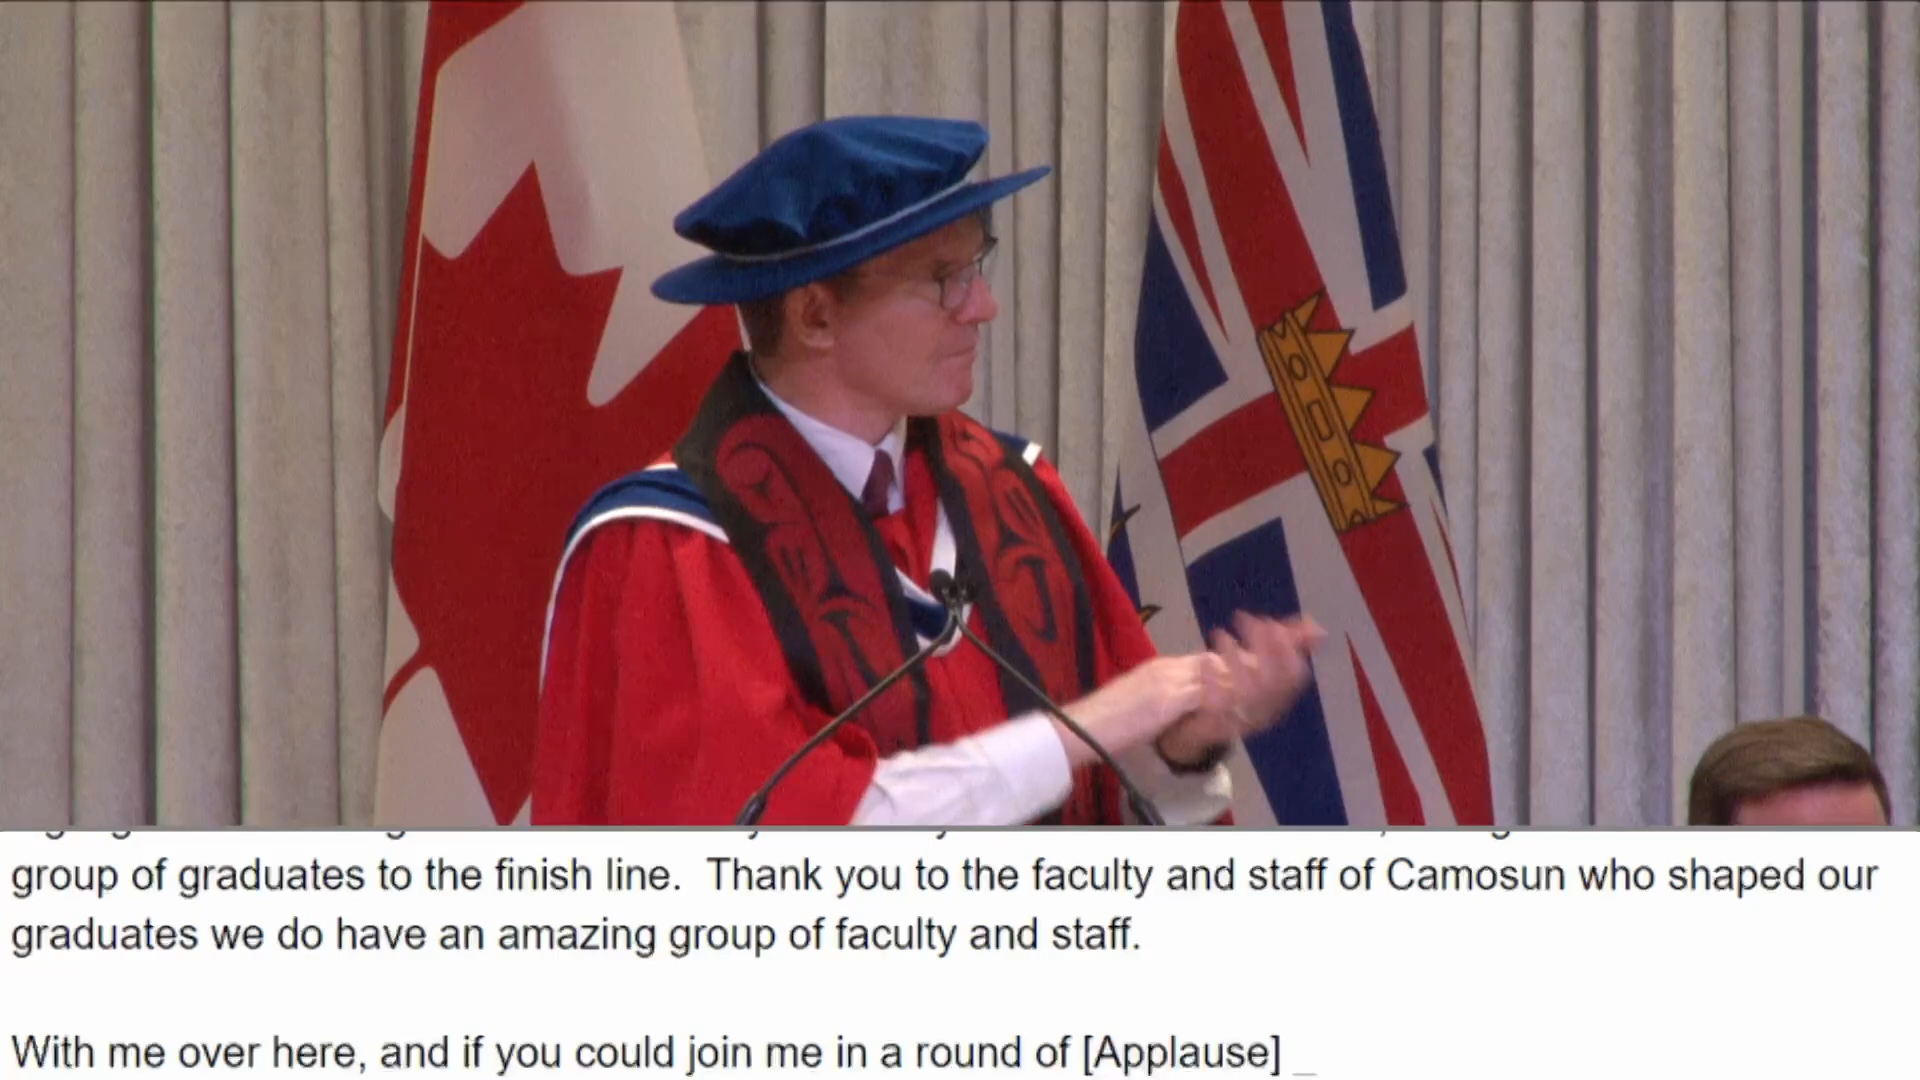 group of graduates to the finish line.  Thank you to the faculty and staff of Camosun who shaped our
graduates we do have an amazing group of faculty and staff.
With me over here, and if you could join me in a round of [Applause] _